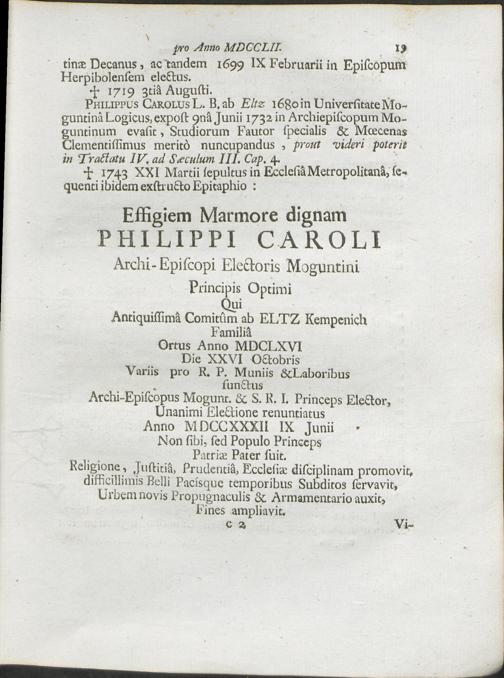 pro Anno MDCCLII. 19
tinæ Decanus, ac tandem 1699 IX Februarii in Epiſcopum
Herpibolenſem electus.
† 1719 3tiâ Auguſti.
PHILIPPUS CAROLUS L. B. ab Eltz 1680 in Univerſitate Mo-
guntinâ Logicus, expoſt 9nâ Junii 1732 in Archiepiſcopum Mo-
guntinum evaſit, Studiorum Fautor ſpecialis & Mœcenas
Clementiſſimus meritò nuncupandus, prout videri poterit
in Tractatu IV. ad Sæculum III. Cap. 4.
† 1743 XXI Martii ſepultus in Eccleſiâ Metropolitanâ, ſe-
quenti ibidem exſtructo Epitaphio :
Effigiem Marmore dignam
PHILIPPI CAROLI
Archi-Epiſcopi Electoris Moguntini
Principis Optimi
Qui
Antiquiſſimâ Comitûm ab ELTZ Kempenich
Familiâ
Ortus Anno MDCLXVI
Die XXVI Octobris
Variis pro R. P. Muniis & Laboribus
functus
Archi-Epiſcopus Mogunt. & S. R. I. Princeps Elector,
Unanimi Electione renuntiatus
Anno MDCCXXXII IX Junii
Non ſibi, ſed Populo Princeps
Patriæ Pater fuit.
Religione, Juſtitiâ, Prudentiâ, Eccleſiæ diſciplinam promovit,
difficillimis Belli Paciſque temporibus Subditos ſervavit,
Urbem novis Propugnaculis & Armamentario auxit,
Fines ampliavit.
C 2 Vi-